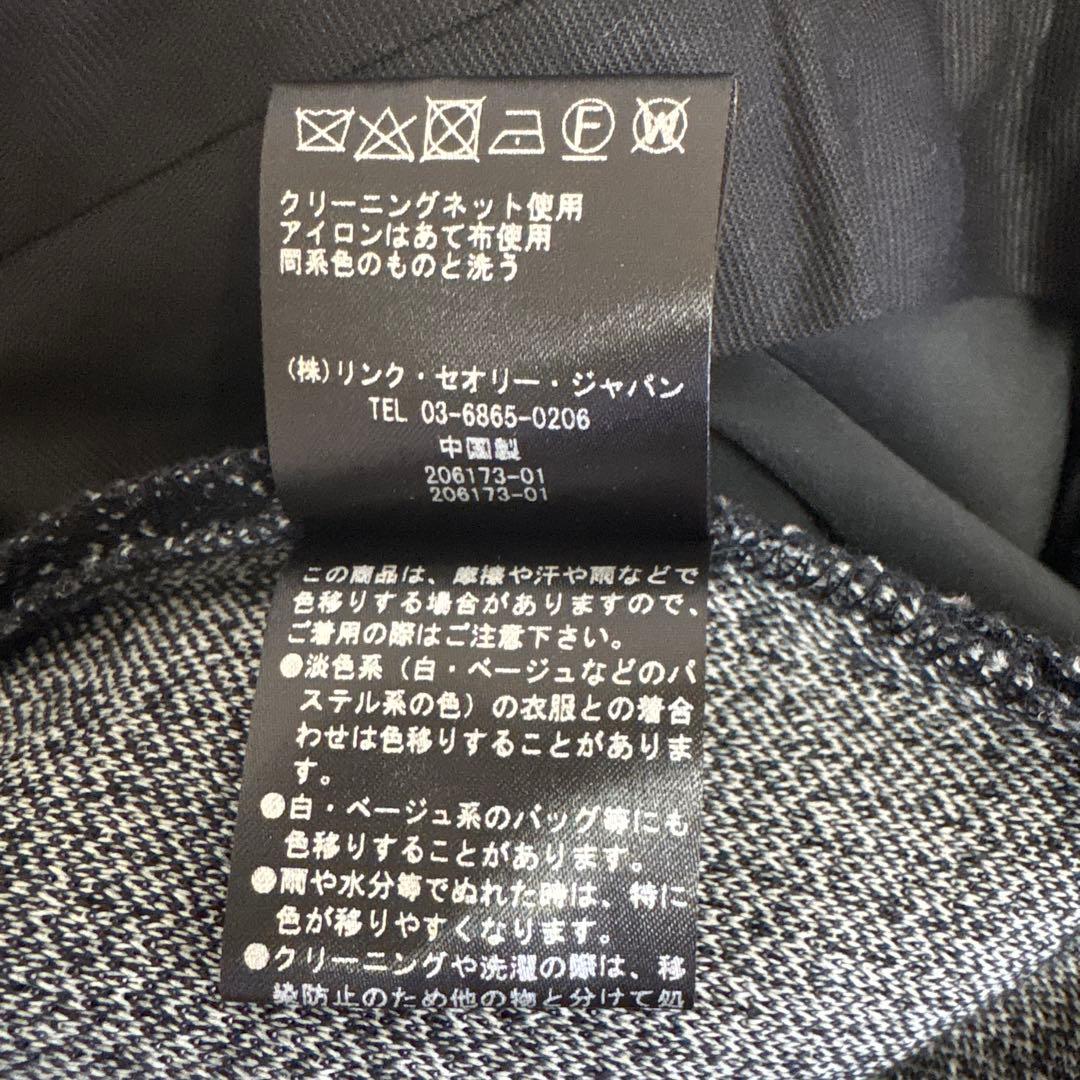 F W
クリーニングネット使用
アイロンはあて布使用
同系色のものと洗う
(株)リンク・セオリー・ジャパン
TEL 03-6865-0206
中国製
206173-01
206173-01
この商品は、摩擦や汗や雨などで
色移りする場合がありますので、
ご着用の際はご注意下さい。
●淡色系(白・ベージュなどのパ
ステル系の色)の衣服との着合
わせは色移りすることがありま
す。
●白・ベージュ系のバッグ等にも
色移りすることがあります。
●雨や水分等でぬれた時は、特に
色が移りやすくなります。
●クリーニングや洗濯の際は、移
染防止のため他の物と分けて処